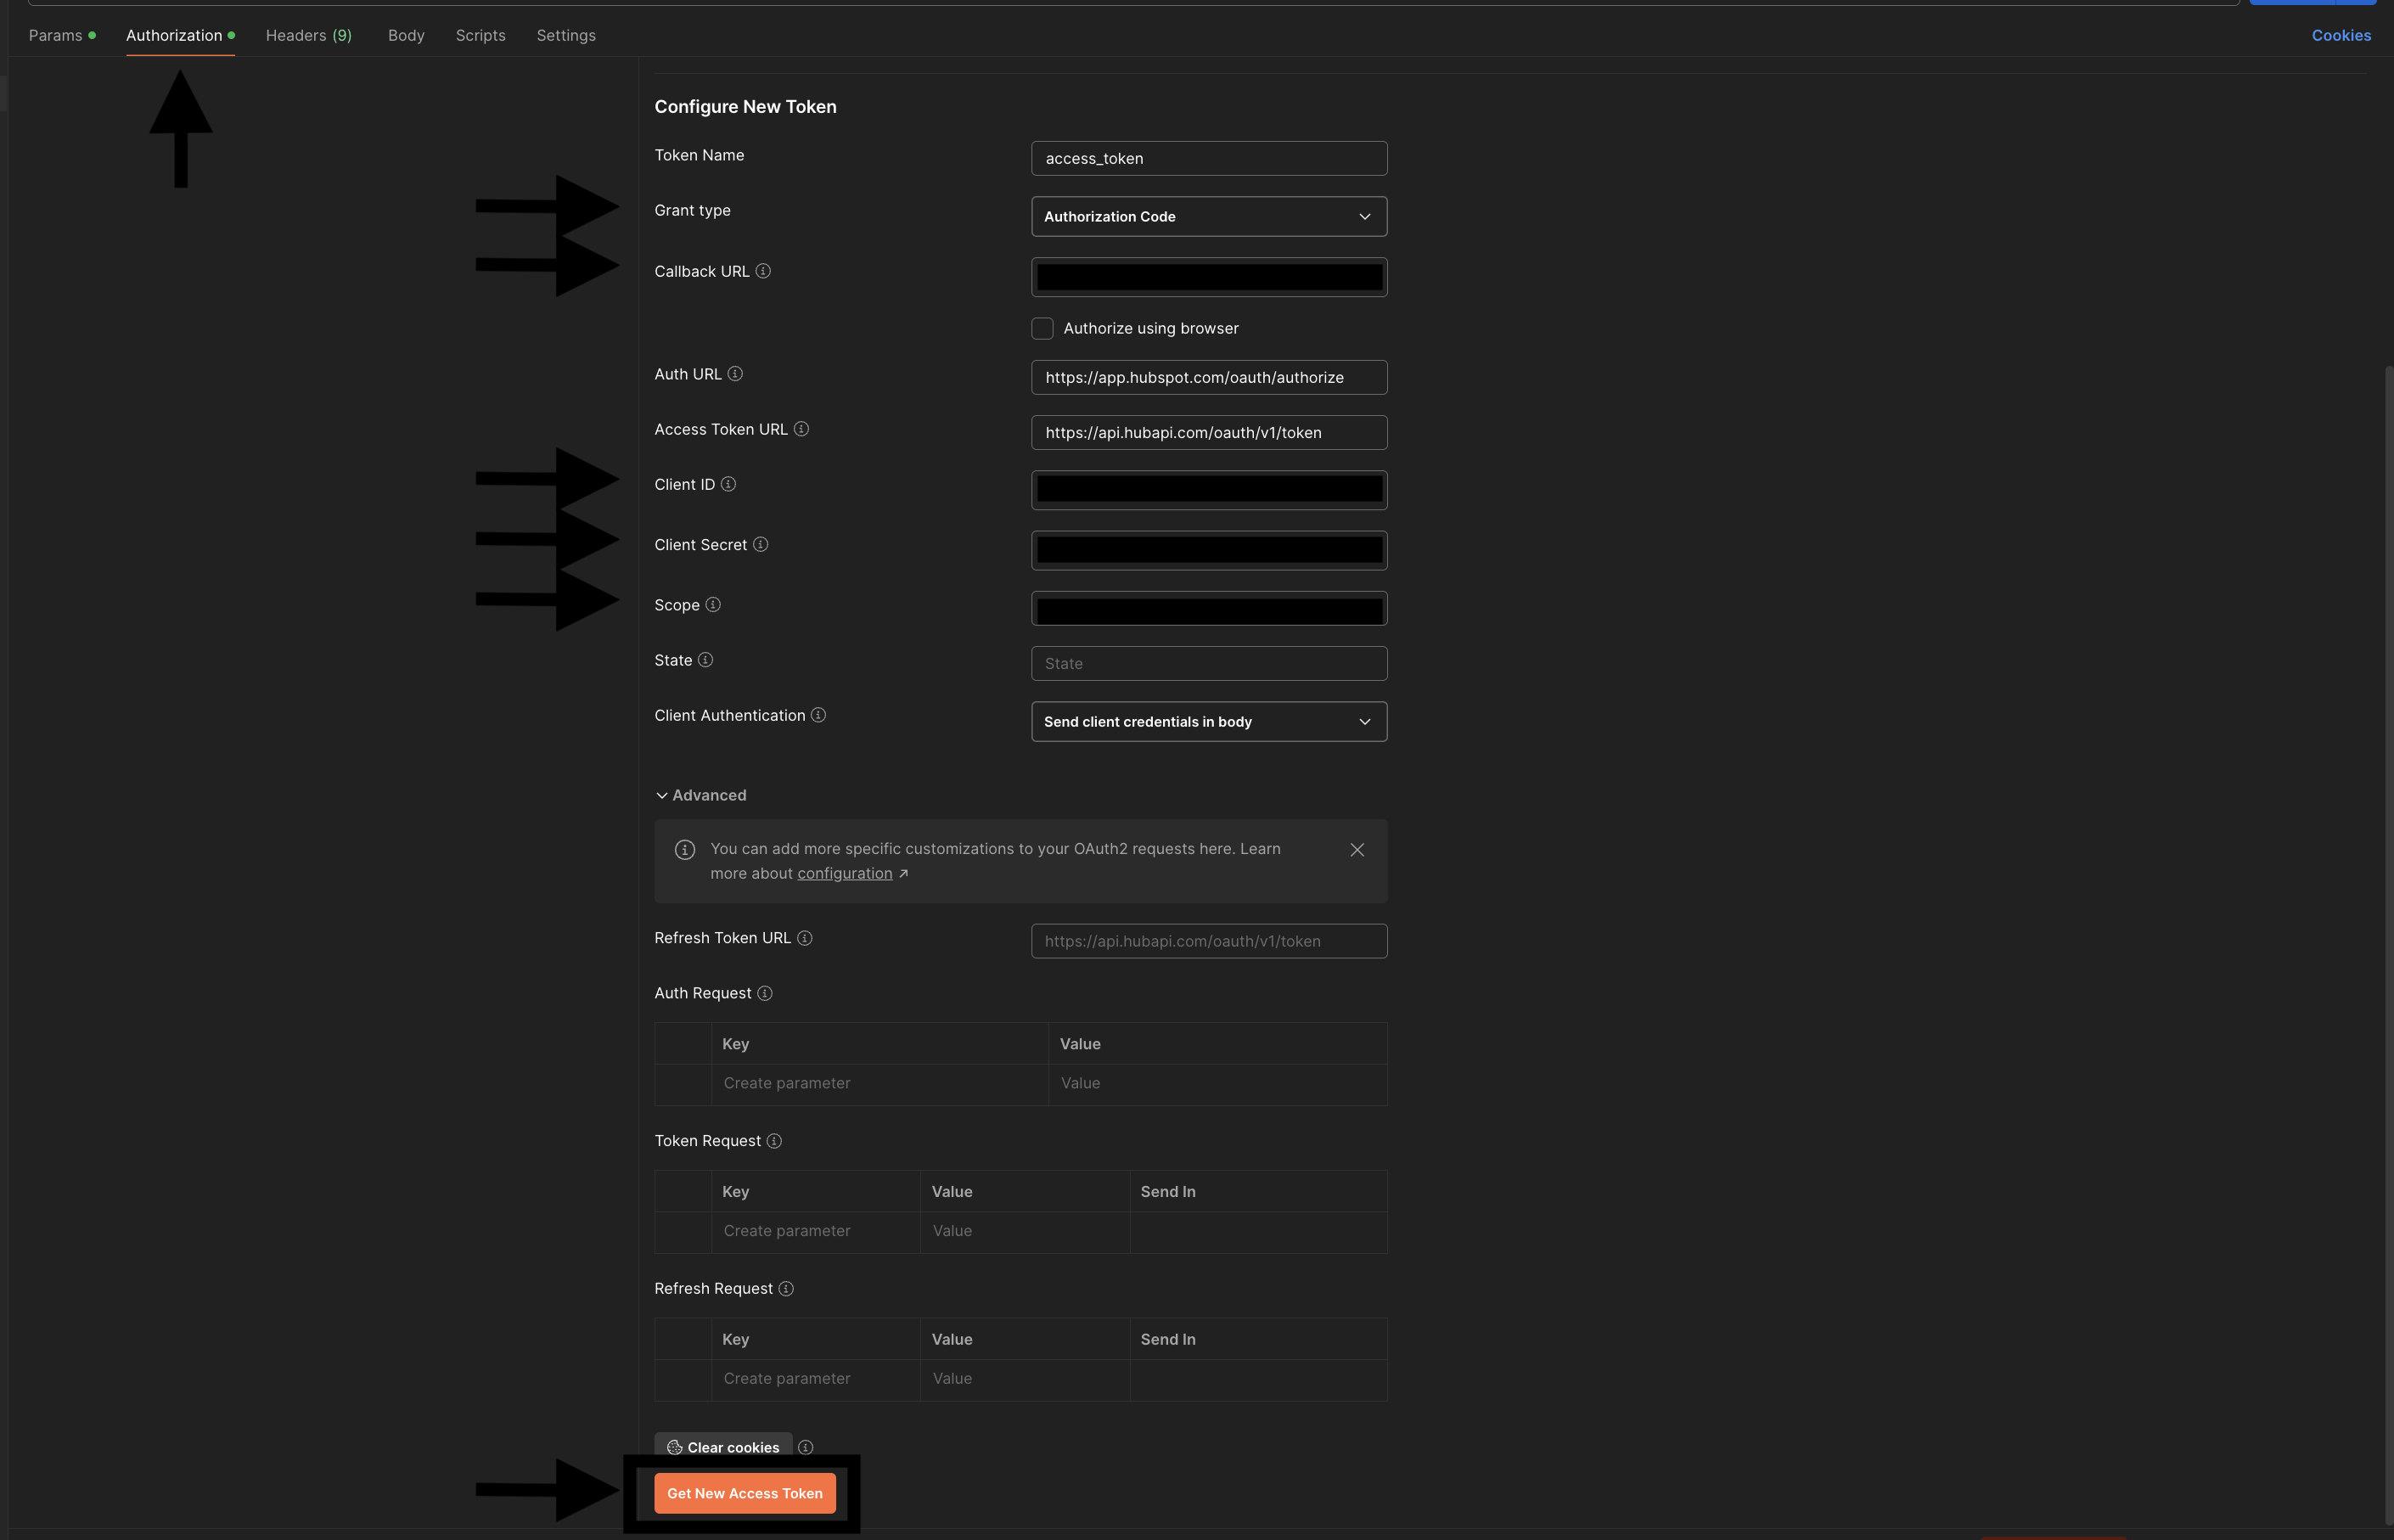 Params Authorization Headers (9) Body Scripts Settings Cookies
Configure New Token
Token Name access_token
Grant type Authorization Code
Callback URL
Authorize using browser
Auth URL https://app.hubspot.com/oauth/authorize
Access Token URL https://api.hubapi.com/oauth/v1/token
Client ID
Client Secret
Scope
State State
Client Authentication Send client credentials in body
Advanced
You can add more specific customizations to your OAuth2 requests here. Learn
more about configuration ↗
Refresh Token URL https://api.hubapi.com/oauth/v1/token
Auth Request
Key Value
Create parameter Value
Token Request
Key Value Send In
Create parameter Value
Refresh Request
Key Value Send In
Create parameter Value
Clear cookies
Get New Access Token